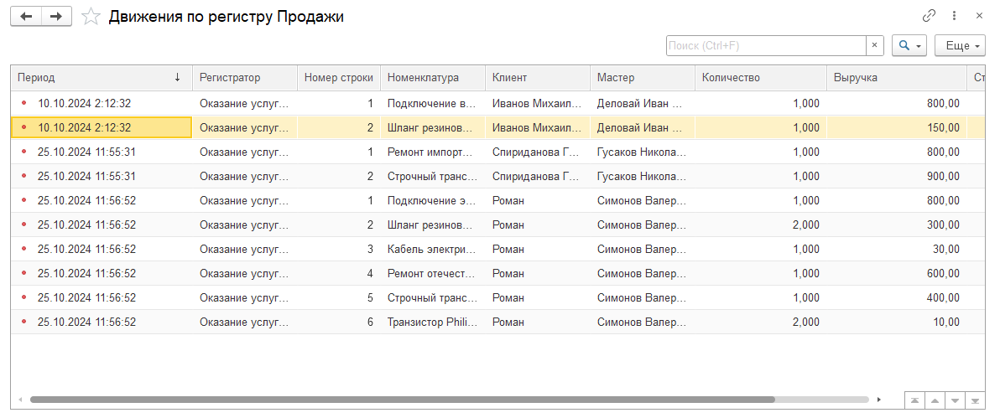 Движения по регистру Продажи
Поиск (Ctrl+F) × Еще
Период ↓ Регистратор Номер строки Номенклатура Клиент Мастер Количество Выручка Ст
10.10.2024 2:12:32 Оказание услуг... 1 Подключение в... Иванов Михаил... Деловай Иван ... 1,000 800,00
10.10.2024 2:12:32 Оказание услуг... 2 Шланг резинов... Иванов Михаил... Деловай Иван ... 1,000 150,00
25.10.2024 11:55:31 Оказание услуг... 1 Ремонт импорт... Спириданова Г... Гусаков Никола... 1,000 800,00
25.10.2024 11:55:31 Оказание услуг... 2 Строчный транс... Спириданова Г... Гусаков Никола... 1,000 900,00
25.10.2024 11:56:52 Оказание услуг... 1 Подключение э... Роман Симонов Валер... 1,000 800,00
25.10.2024 11:56:52 Оказание услуг... 2 Шланг резинов... Роман Симонов Валер... 2,000 300,00
25.10.2024 11:56:52 Оказание услуг... 3 Кабель электри... Роман Симонов Валер... 1,000 30,00
25.10.2024 11:56:52 Оказание услуг... 4 Ремонт отечест... Роман Симонов Валер... 1,000 600,00
25.10.2024 11:56:52 Оказание услуг... 5 Строчный транс... Роман Симонов Валер... 1,000 400,00
25.10.2024 11:56:52 Оказание услуг... 6 Транзистор Phili... Роман Симонов Валер... 2,000 10,00